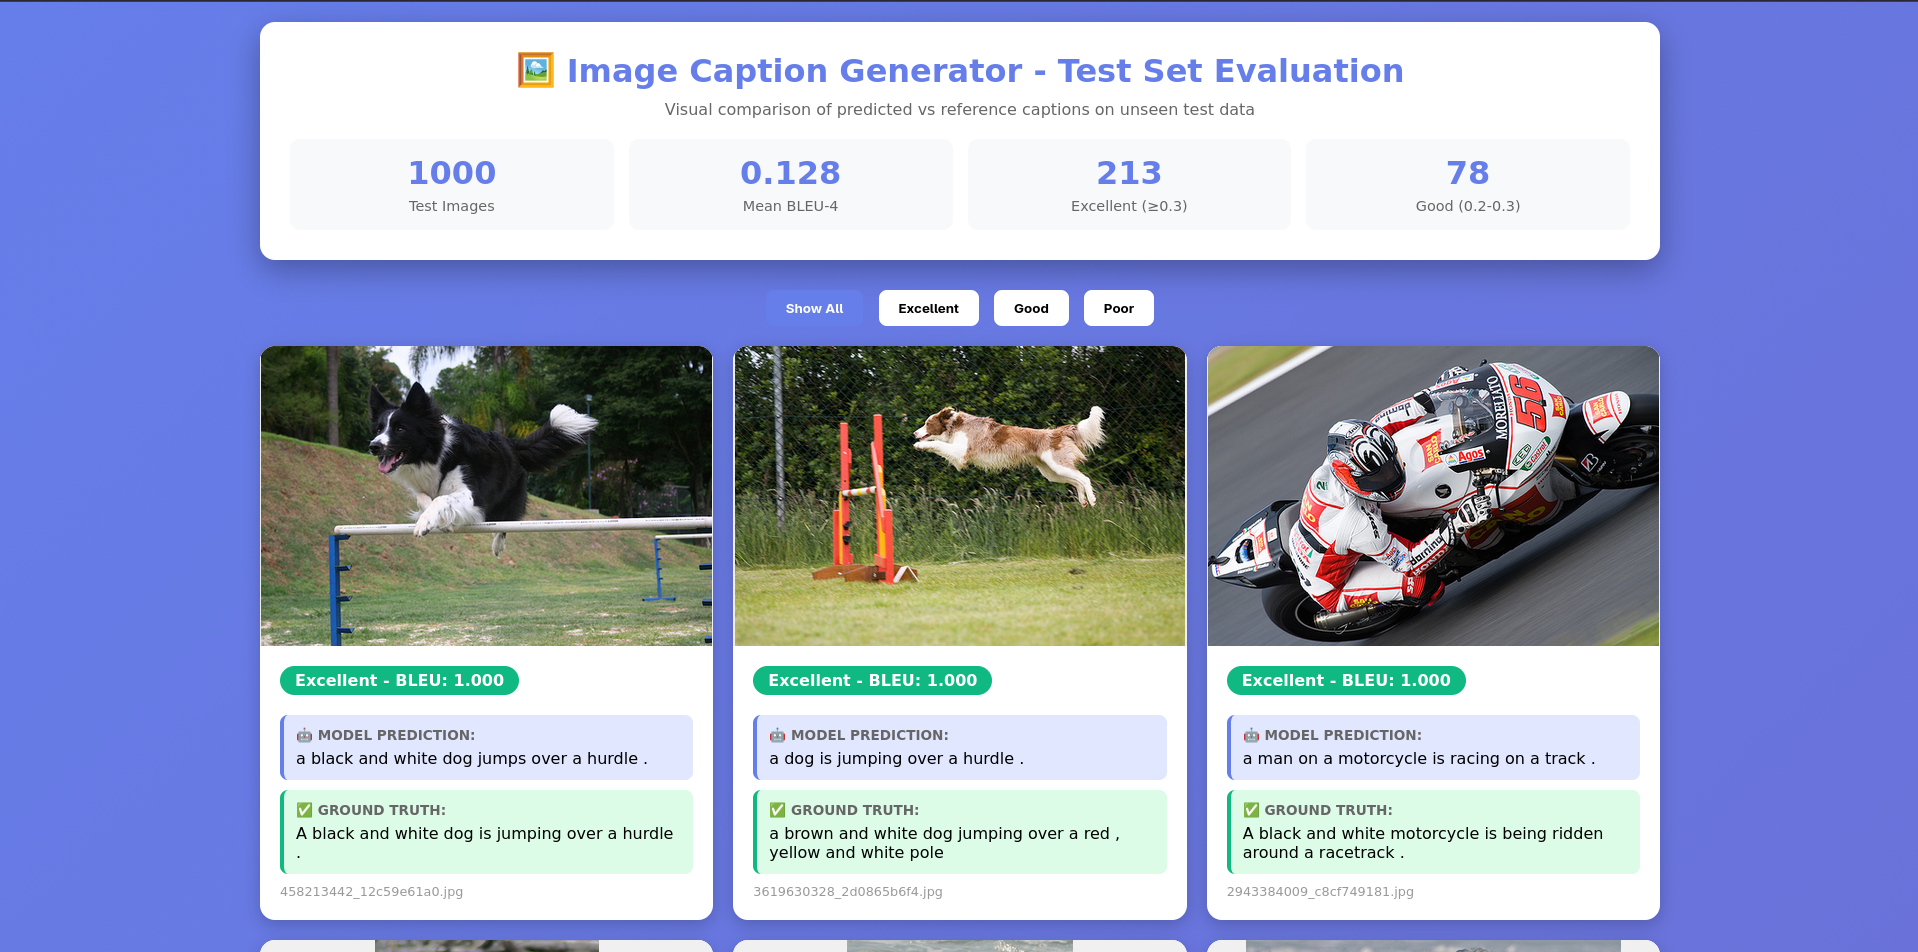 Image Caption Generator - Test Set Evaluation
Visual comparison of predicted vs reference captions on unseen test data
1000
Test Images
0.128
Mean BLEU-4
213
Excellent (≥0.3)
78
Good (0.2-0.3)
Show All
Excellent
Good
Poor
MORELLATO
56
Agos
Excellent - BLEU: 1.000
MODEL PREDICTION:
a black and white dog jumps over a hurdle .
GROUND TRUTH:
A black and white dog is jumping over a hurdle
.
458213442_12c59e61a0.jpg
Excellent - BLEU: 1.000
MODEL PREDICTION:
a dog is jumping over a hurdle .
GROUND TRUTH:
a brown and white dog jumping over a red ,
yellow and white pole
3619630328_2d0865b6f4.jpg
Excellent - BLEU: 1.000
MODEL PREDICTION:
a man on a motorcycle is racing on a track .
GROUND TRUTH:
A black and white motorcycle is being ridden
around a racetrack .
2943384009_c8cf749181.jpg